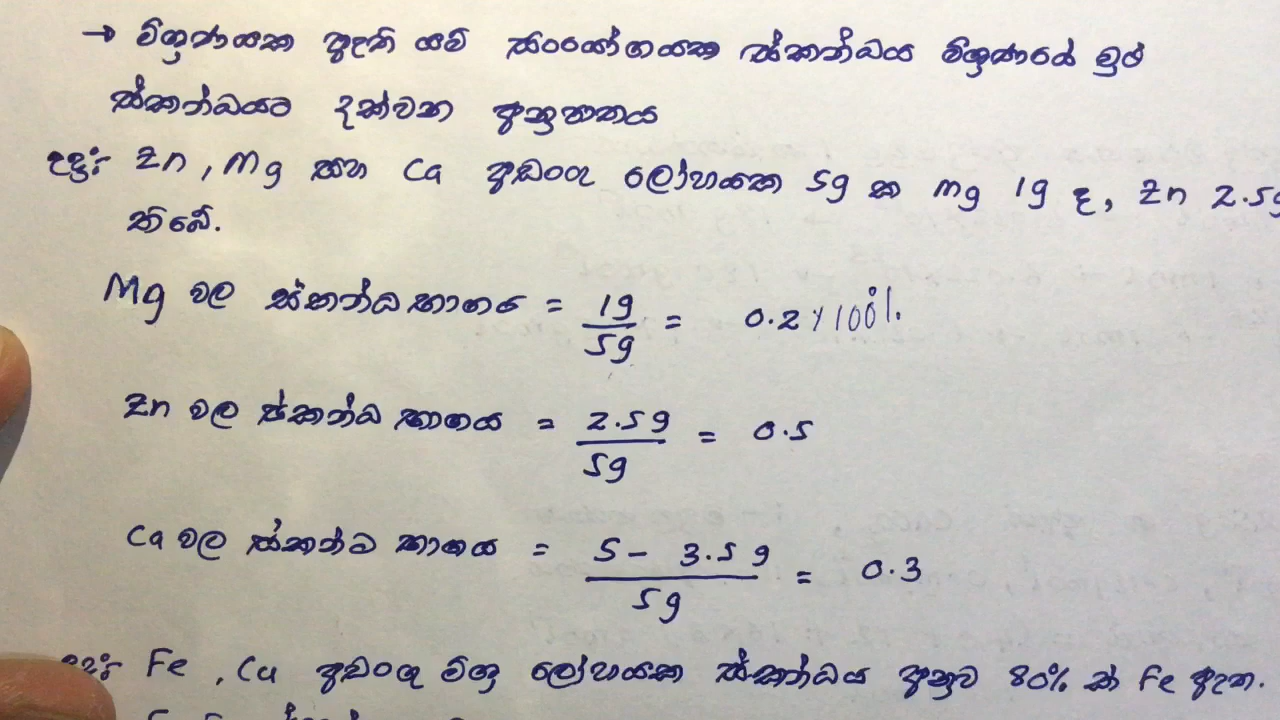 → මිශ්‍රණයක ඇති යම් සංයෝගයක ස්කන්ධය මිශ්‍රණයේ මුළු
ස්කන්ධයට දක්වන අනුපාතය
උදා: Zn , Mg සහ Ca අඩංගු ලෝහයක 5g ක Mg 1g ද, Zn 2.5g
තිබේ.
Mg වල ස්කන්ධ භාගය = 1g / 5g = 0.2 × 100%
Zn වල ස්කන්ධ භාගය = 2.5g / 5g = 0.5
Ca වල ස්කන්ධ භාගය = 5 - 3.5g / 5g = 0.3
උදා: Fe , Cu අඩංගු මිශ්‍ර ලෝහයක ස්කන්ධය අනුව 80% ක් Fe ඇත.